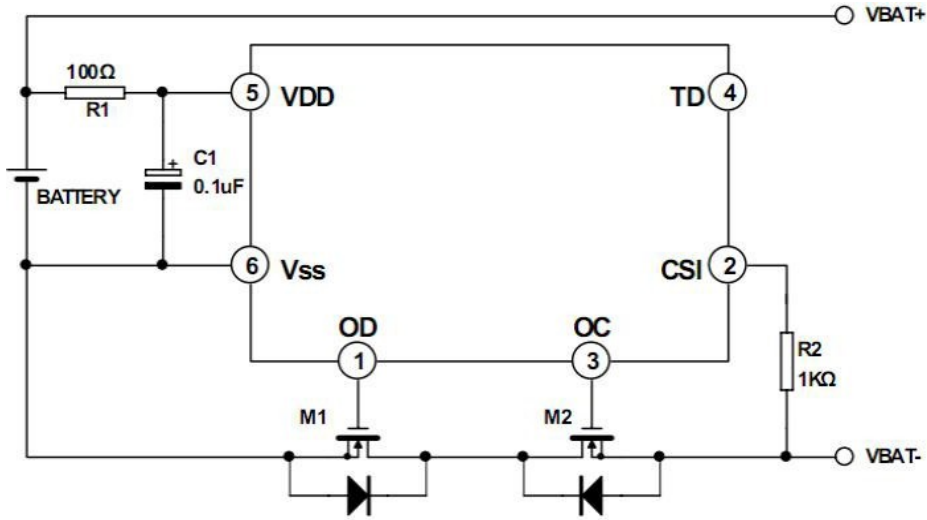 VBAT+
100Ω
R1
5
VDD
TD
4
+
C1
0.1uF
BATTERY
6
Vss
CSI
2
OD
1
OC
3
R2
1KΩ
M1
M2
VBAT-